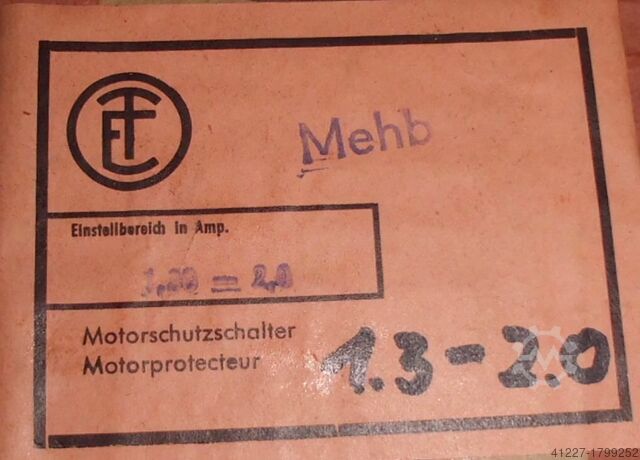 Mehb
Einstellbereich in Amp.
1,30 = 2,0
Motorschutzschalter
Motorprotecteur
1.3-2.0
41227-1799252